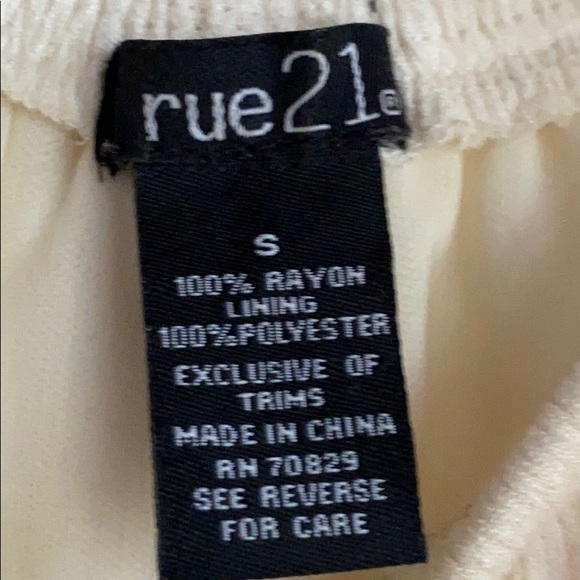 rue21®
S
100% RAYON
LINING
100%POLYESTER
EXCLUSIVE OF
TRIMS
MADE IN CHINA
RN 70829
SEE REVERSE
FOR CARE